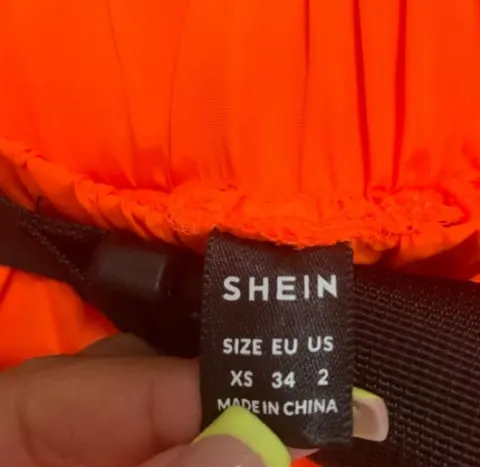 SHEIN
SIZE EU US
XS 34 2
MADE IN CHINA